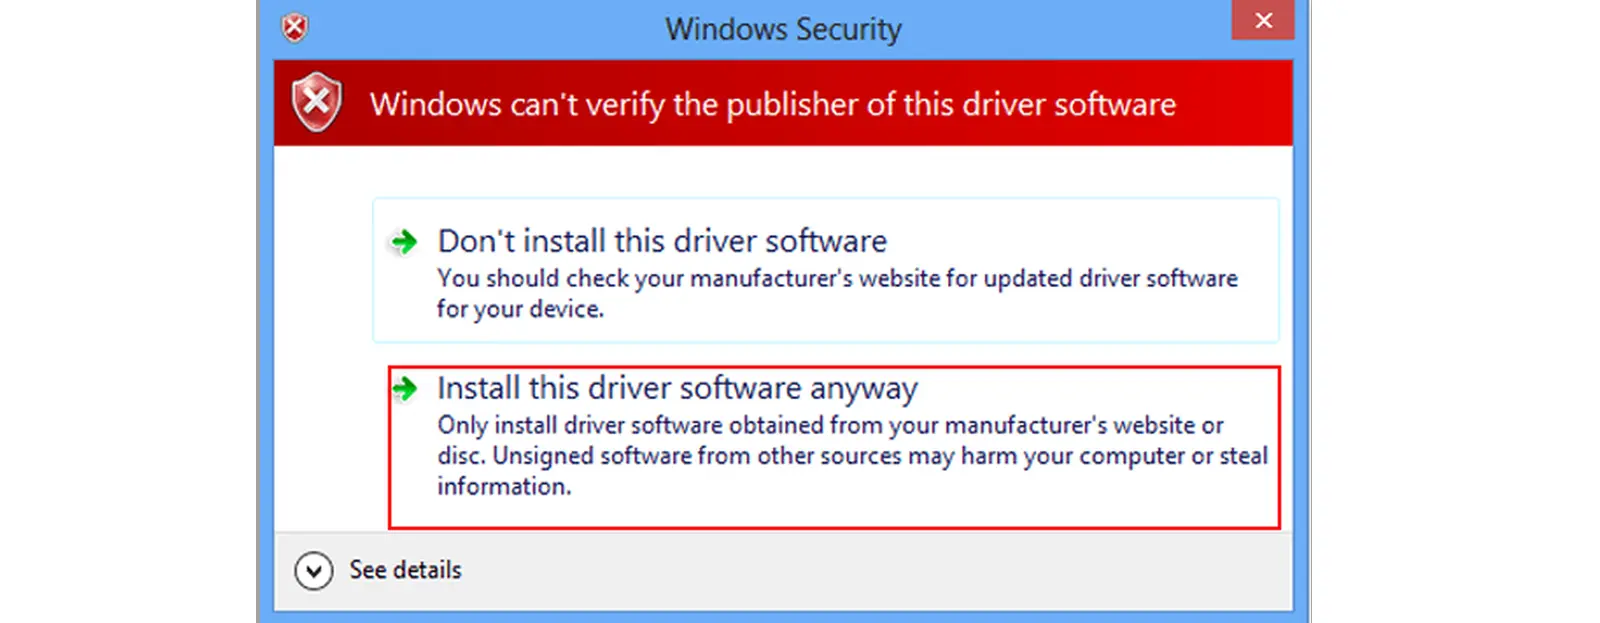 Windows Security
Windows can't verify the publisher of this driver software
Don't install this driver software
You should check your manufacturer's website for updated driver software
for your device.
Install this driver software anyway
Only install driver software obtained from your manufacturer's website or
disc. Unsigned software from other sources may harm your computer or steal
information.
See details